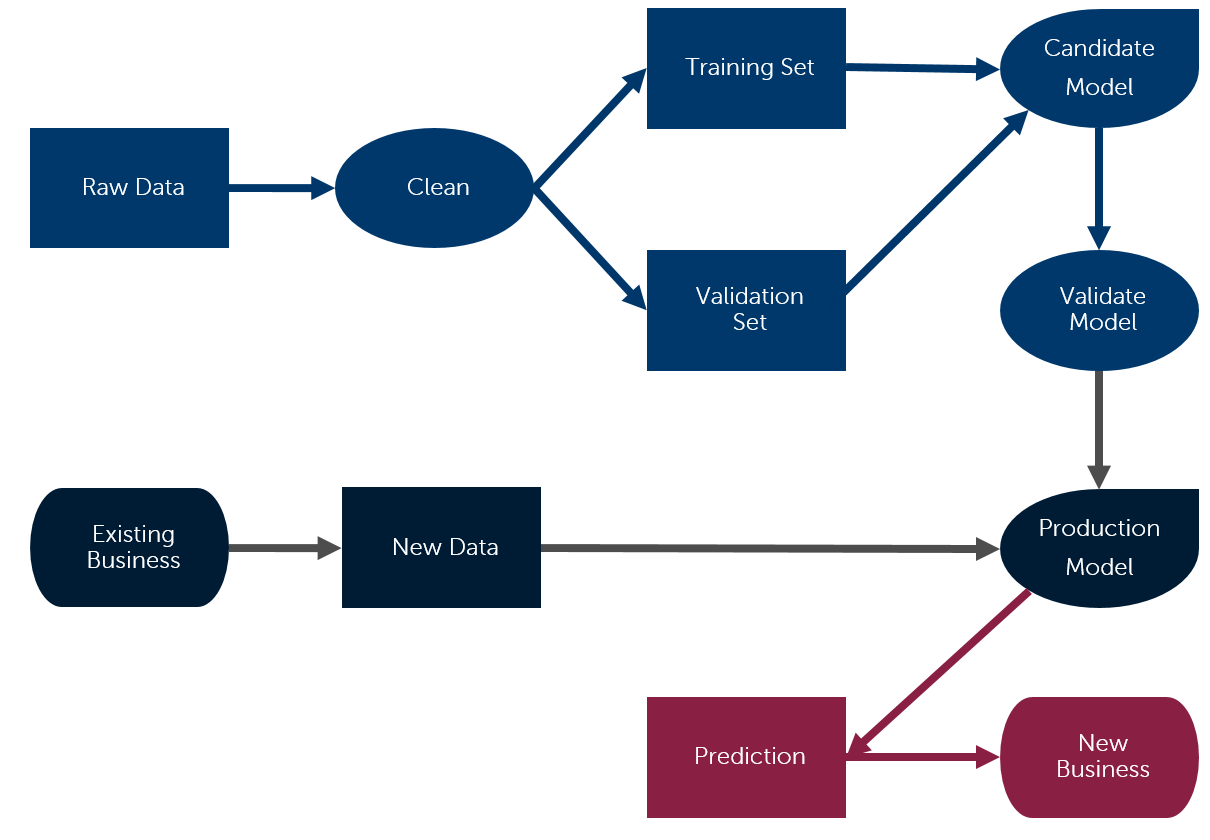 Training Set
Candidate
Model
Raw Data
Clean
Validation
Set
Validate
Model
Existing
Business
New Data
Production
Model
Prediction
New
Business